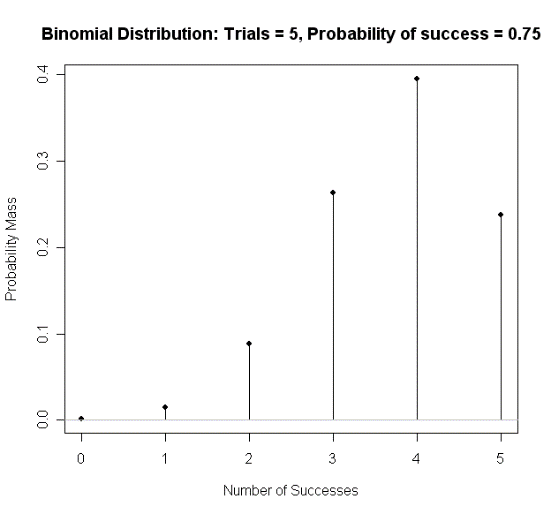 Binomial Distribution: Trials = 5, Probability of success = 0.75
0.4
0.3
0.2
0.1
0.0
Probability Mass
0 1 2 3 4 5
Number of Successes